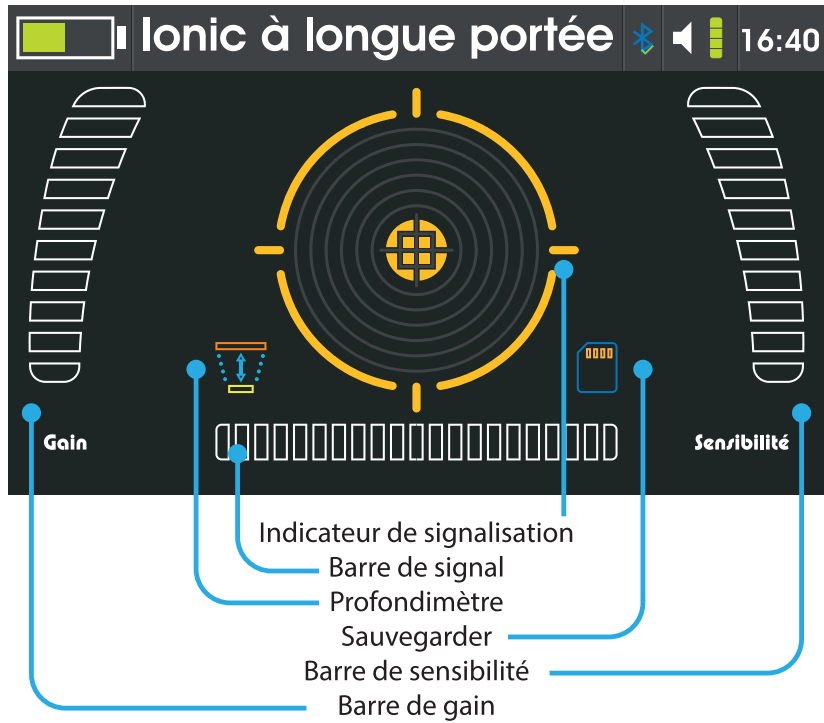 Ionic à longue portée 16:40
Gain
Sensibilité
Indicateur de signalisation
Barre de signal
Profondimètre
Sauvegarder
Barre de sensibilité
Barre de gain